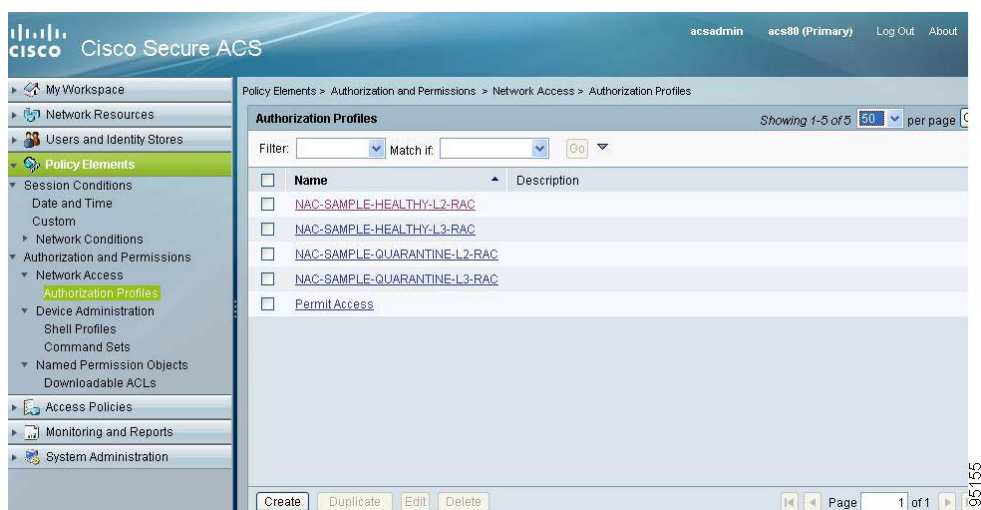 CISCO Cisco Secure ACS
acsadmin acs80 (Primary) Log Out About
My Workspace
Network Resources
Users and Identity Stores
Policy Elements
Session Conditions
Date and Time
Custom
Network Conditions
Authorization and Permissions
Network Access
Authorization Profiles
Device Administration
Shell Profiles
Command Sets
Named Permission Objects
Downloadable ACLs
Access Policies
Monitoring and Reports
System Administration
Policy Elements > Authorization and Permissions > Network Access > Authorization Profiles
Authorization Profiles Showing 1-5 of 5 50 per page
Filter: Match if: Go
Name Description
NAC-SAMPLE-HEALTHY-L2-RAC
NAC-SAMPLE-HEALTHY-L3-RAC
NAC-SAMPLE-QUARANTINE-L2-RAC
NAC-SAMPLE-QUARANTINE-L3-RAC
Permit Access
Create Duplicate Edit Delete Page 1 of 1
95155